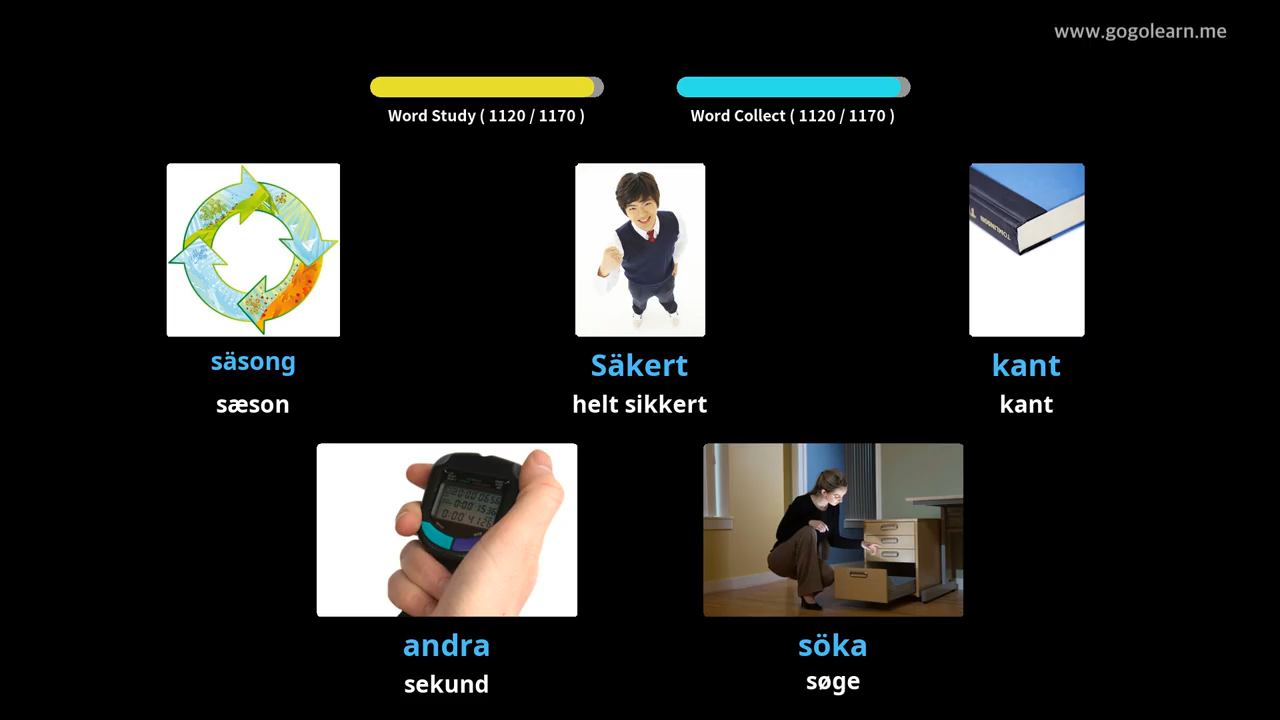 www.gogolearn.me
Word Study ( 1120 / 1170 )
Word Collect ( 1120 / 1170 )
TOMLINSON
säsong
Säkert
kant
sæson
helt sikkert
kant
andra
söka
sekund
søge